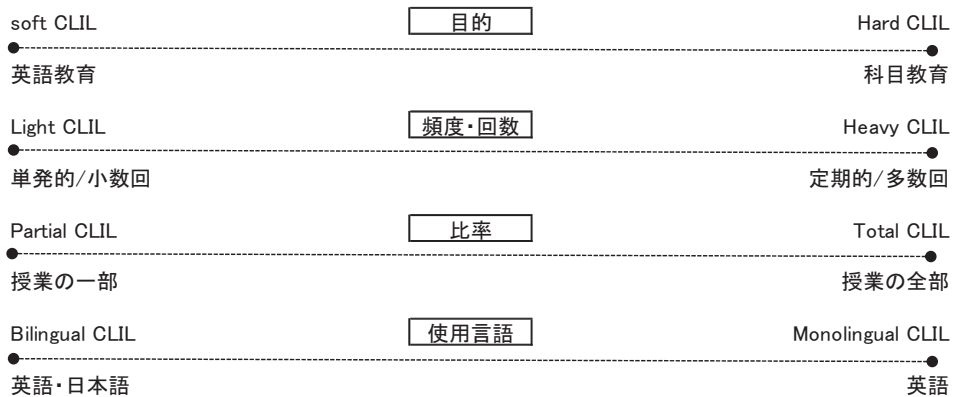 soft CLIL 目的 Hard CLIL
英語教育 科目教育
Light CLIL 頻度・回数 Heavy CLIL
単発的/小数回 定期的/多数回
Partial CLIL 比率 Total CLIL
授業の一部 授業の全部
Bilingual CLIL 使用言語 Monolingual CLIL
英語・日本語 英語